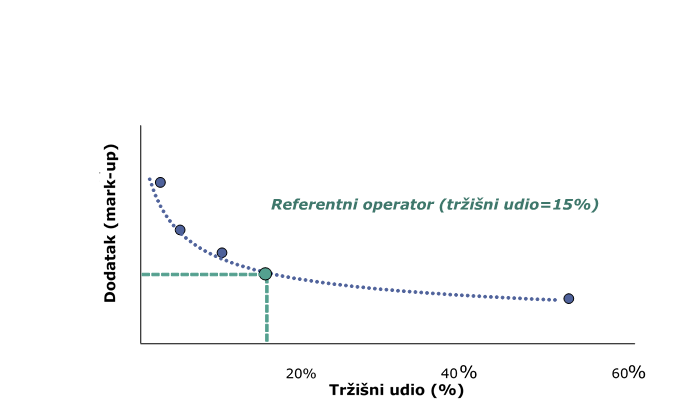 Dodatak (mark-up)
Referentni operator (tržišni udio=15%)
20%
40%
60%
Tržišni udio (%)